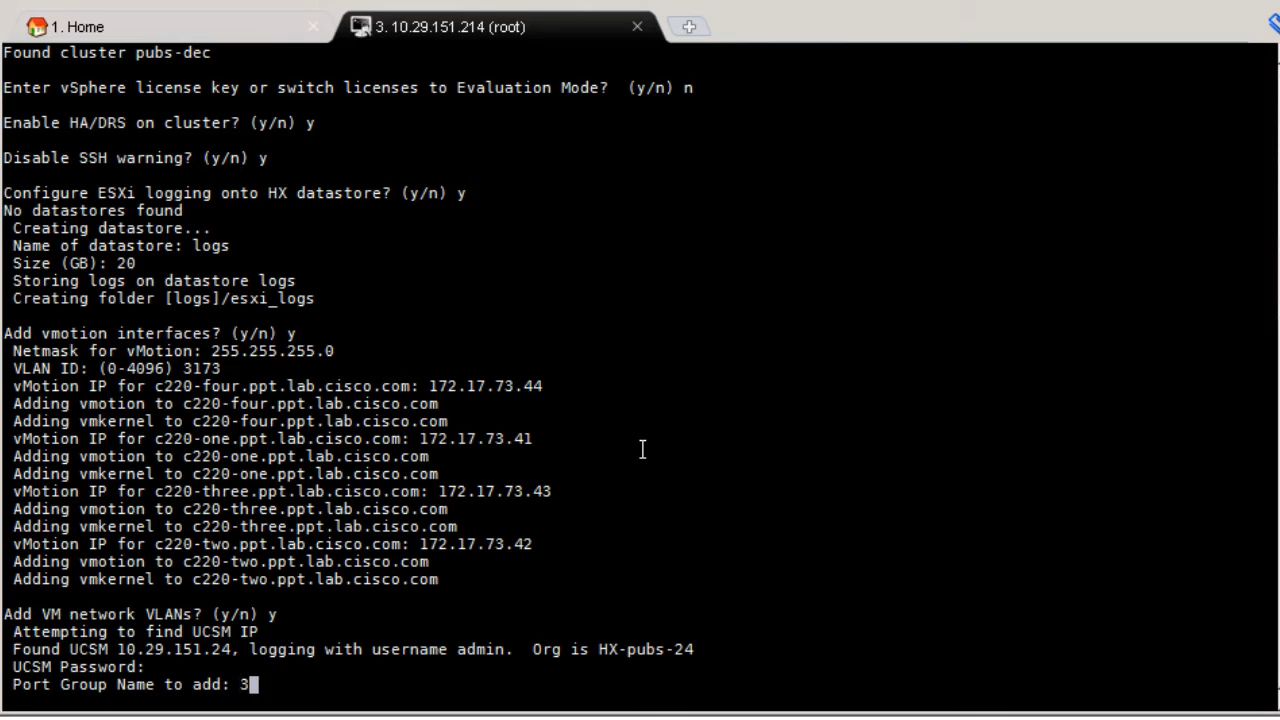 1. Home
3. 10.29.151.214 (root)
Found cluster pubs-dec
Enter vSphere license key or switch licenses to Evaluation Mode?  (y/n) n
Enable HA/DRS on cluster? (y/n) y
Disable SSH warning? (y/n) y
Configure ESXi logging onto HX datastore? (y/n) y
No datastores found
Creating datastore...
Name of datastore: logs
Size (GB): 20
Storing logs on datastore logs
Creating folder [logs]/esxi_logs
Add vmotion interfaces? (y/n) y
Netmask for vMotion: 255.255.255.0
VLAN ID: (0-4096) 3173
vMotion IP for c220-four.ppt.lab.cisco.com: 172.17.73.44
Adding vmotion to c220-four.ppt.lab.cisco.com
Adding vmkernel to c220-four.ppt.lab.cisco.com
vMotion IP for c220-one.ppt.lab.cisco.com: 172.17.73.41
Adding vmotion to c220-one.ppt.lab.cisco.com
Adding vmkernel to c220-one.ppt.lab.cisco.com
vMotion IP for c220-three.ppt.lab.cisco.com: 172.17.73.43
Adding vmotion to c220-three.ppt.lab.cisco.com
Adding vmkernel to c220-three.ppt.lab.cisco.com
vMotion IP for c220-two.ppt.lab.cisco.com: 172.17.73.42
Adding vmotion to c220-two.ppt.lab.cisco.com
Adding vmkernel to c220-two.ppt.lab.cisco.com
Add VM network VLANs? (y/n) y
Attempting to find UCSM IP
Found UCSM 10.29.151.24, logging with username admin.  Org is HX-pubs-24
UCSM Password:
Port Group Name to add: 3